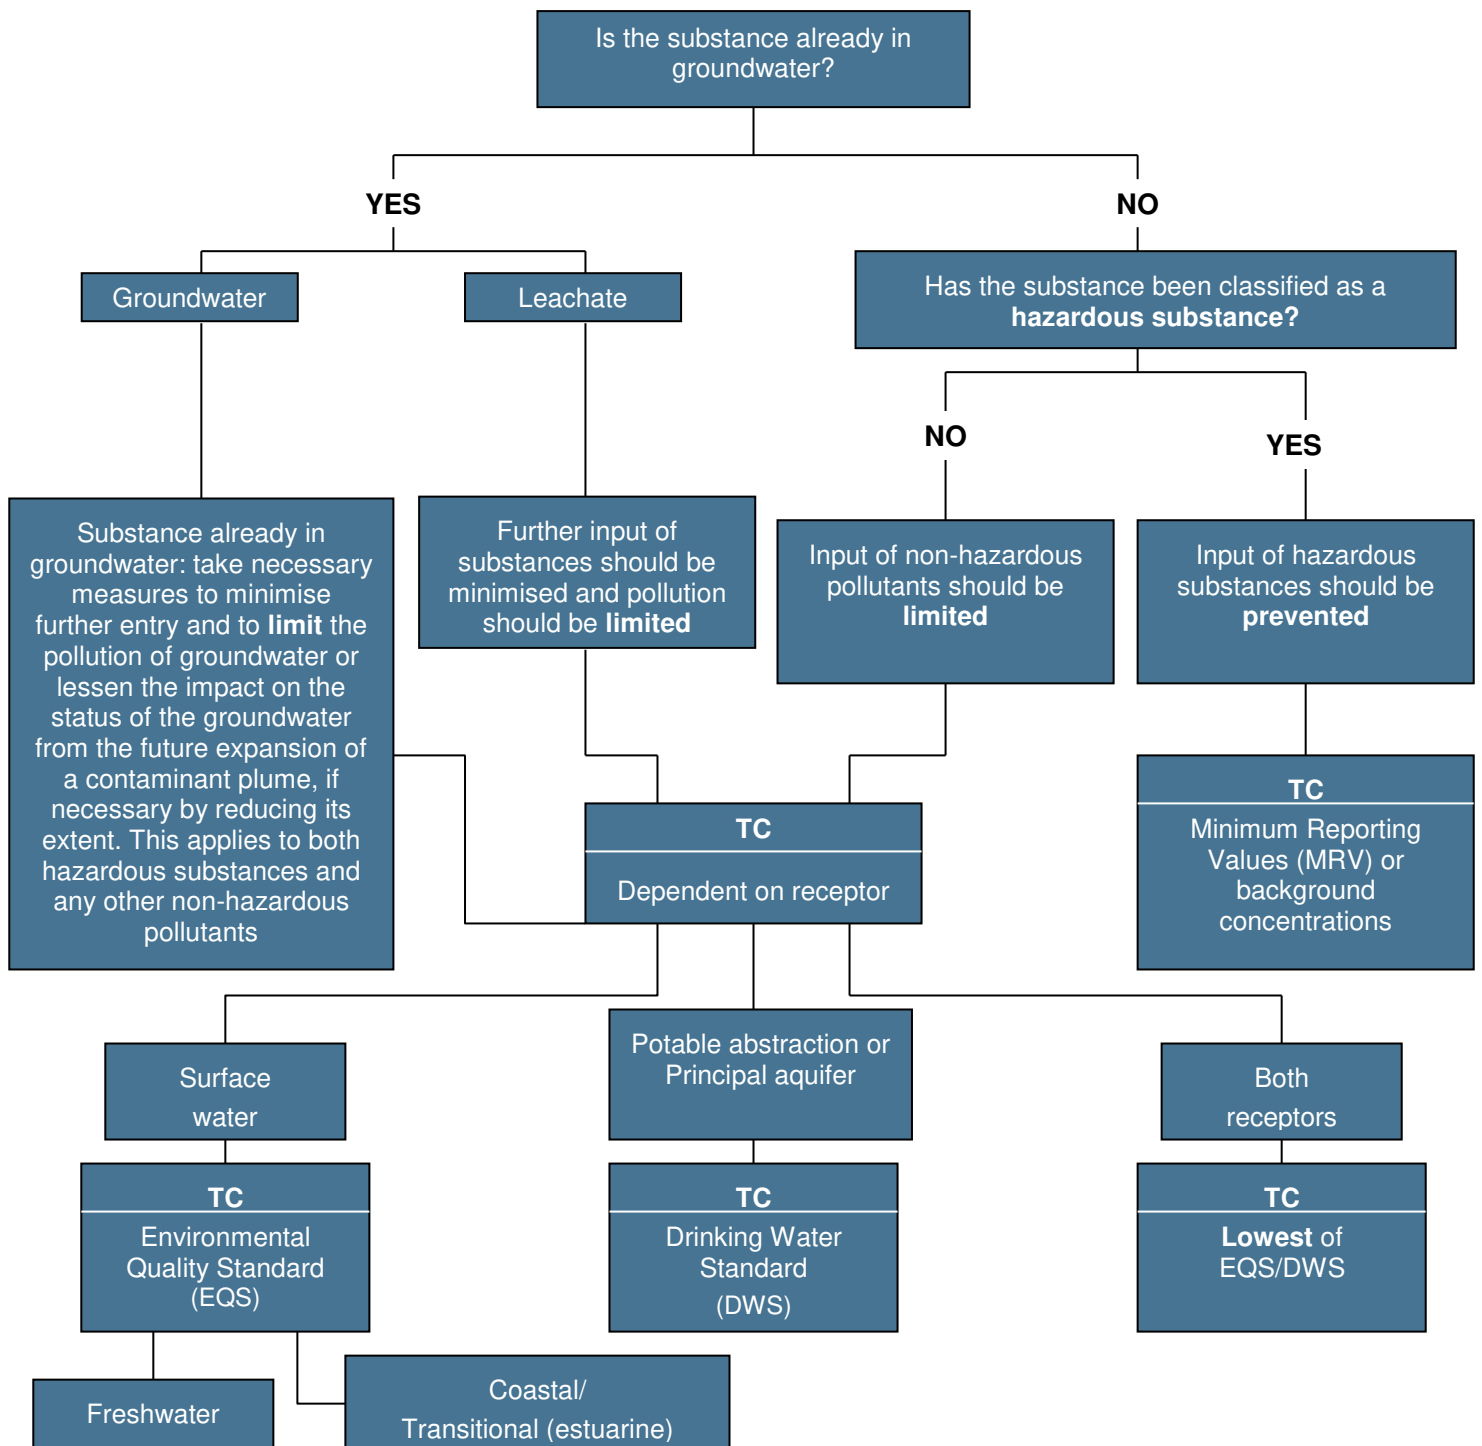 Is the substance already in
groundwater?
YES
NO
Groundwater
Leachate
Has the substance been classified as a
hazardous substance?
NO
YES
Substance already in
groundwater: take necessary
measures to minimise
further entry and to limit the
pollution of groundwater or
lessen the impact on the
status of the groundwater
from the future expansion of
a contaminant plume, if
necessary by reducing its
extent. This applies to both
hazardous substances and
any other non-hazardous
pollutants
Further input of
substances should be
minimised and pollution
should be limited
Input of non-hazardous
pollutants should be
limited
Input of hazardous
substances should be
prevented
TC
Dependent on receptor
TC
Minimum Reporting
Values (MRV) or
background
concentrations
Surface
water
Potable abstraction or
Principal aquifer
Both
receptors
TC
Environmental
Quality Standard
(EQS)
TC
Drinking Water
Standard
(DWS)
TC
Lowest of
EQS/DWS
Freshwater
Coastal/
Transitional (estuarine)